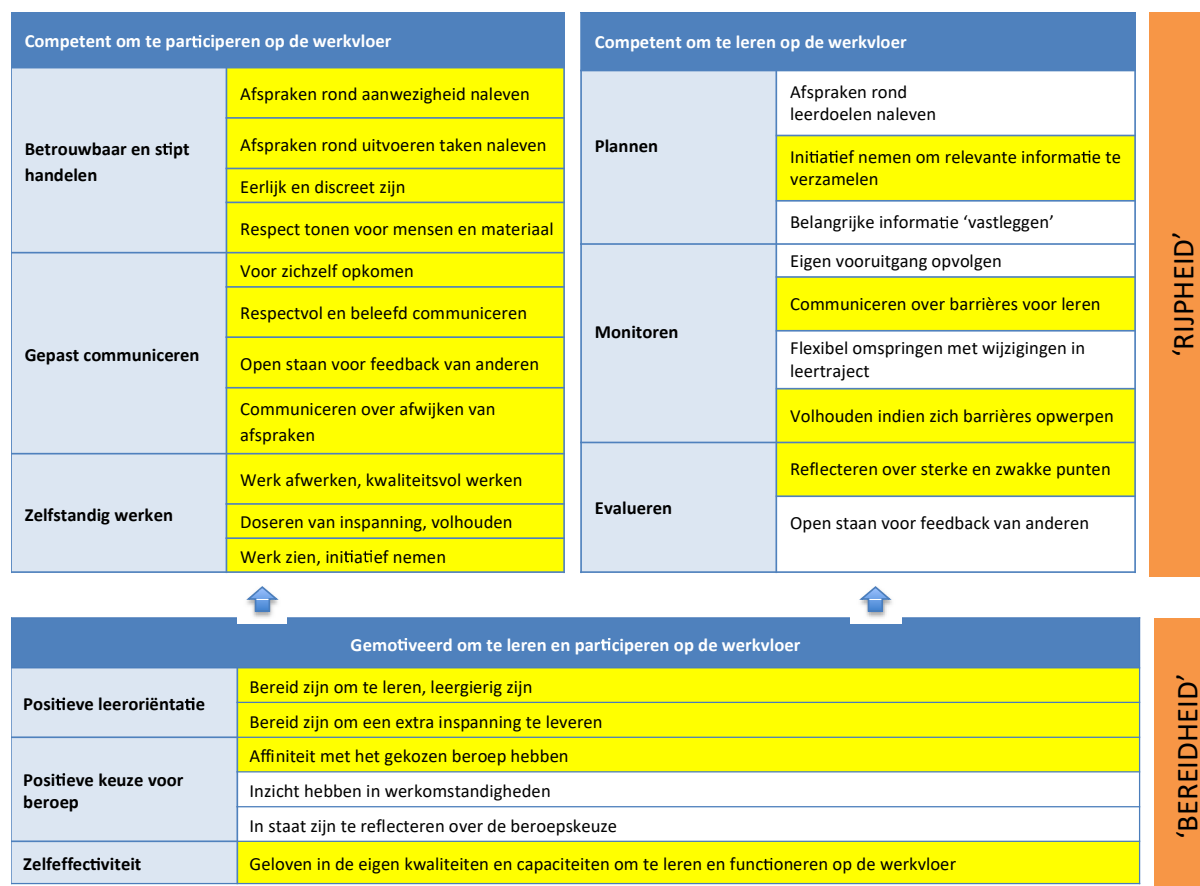 Competent om te participeren op de werkvloer
Betrouwbaar en stipt
handelen
Afspraken rond aanwezigheid naleven
Afspraken rond uitvoeren taken naleven
Eerlijk en discreet zijn
Respect tonen voor mensen en materiaal
Gepast communiceren
Voor zichzelf opkomen
Respectvol en beleefd communiceren
Open staan voor feedback van anderen
Communiceren over afwijken van
afspraken
Zelfstandig werken
Werk afwerken, kwaliteitsvol werken
Doseren van inspanning, volhouden
Werk zien, initiatief nemen
Competent om te leren op de werkvloer
Plannen
Afspraken rond
leerdoelen naleven
Initiatief nemen om relevante informatie te
verzamelen
Belangrijke informatie ‘vastleggen’
Monitoren
Eigen vooruitgang opvolgen
Communiceren over barrières voor leren
Flexibel omspringen met wijzigingen in
leertraject
Volhouden indien zich barrières opwerpen
Evalueren
Reflecteren over sterke en zwakke punten
Open staan voor feedback van anderen
‘RIJPHEID’
Gemotiveerd om te leren en participeren op de werkvloer
Positieve leeroriëntatie
Bereid zijn om te leren, leergierig zijn
Bereid zijn om een extra inspanning te leveren
Positieve keuze voor
beroep
Affiniteit met het gekozen beroep hebben
Inzicht hebben in werkomstandigheden
In staat zijn te reflecteren over de beroepskeuze
Zelfeffectiviteit
Geloven in de eigen kwaliteiten en capaciteiten om te leren en functioneren op de werkvloer
‘BEREIDHEID’